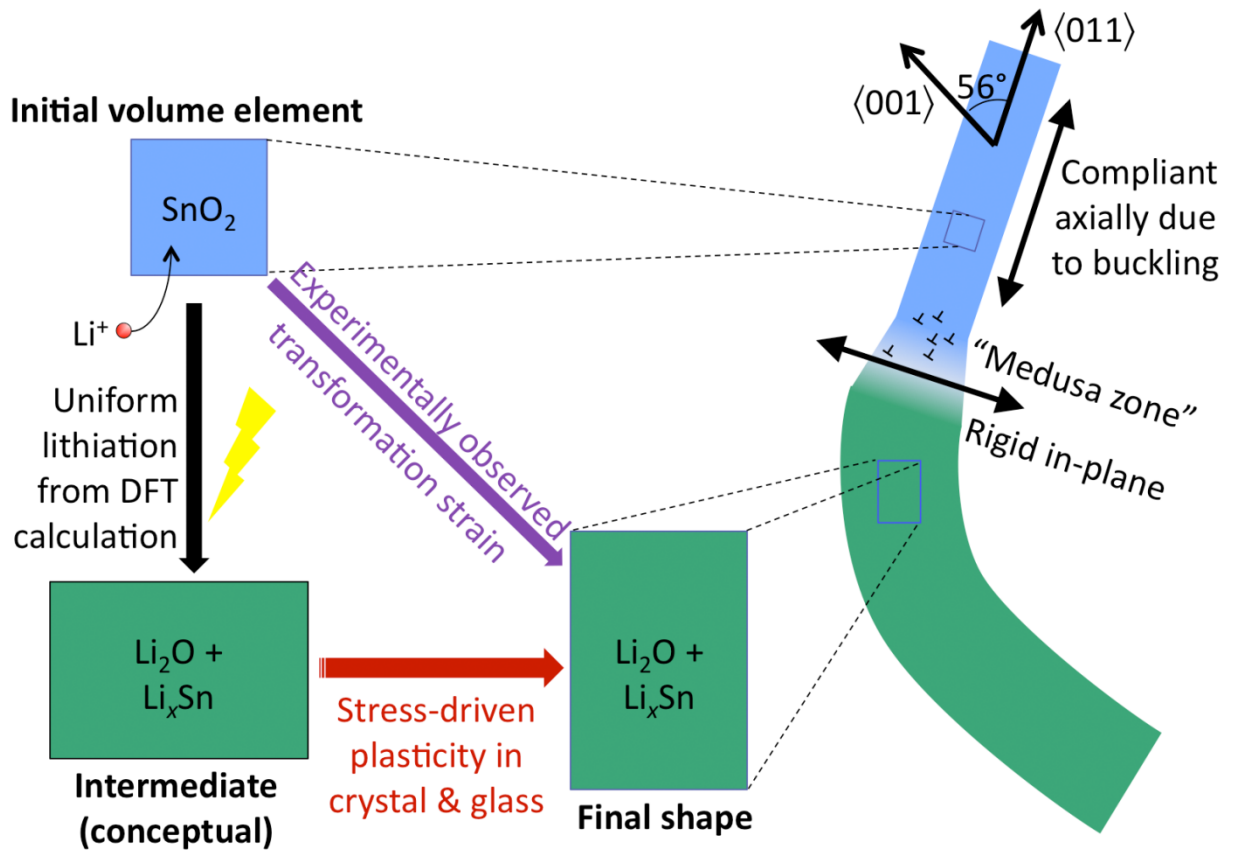 Initial volume element
SnO₂
Li⁺
Uniform
lithiation
from DFT
calculation
Experimentally observed
transformation strain
Li₂O +
LiₓSn
Intermediate
(conceptual)
Stress-driven
plasticity in
crystal & glass
Li₂O +
LiₓSn
Final shape
⟨001⟩
56°
⟨011⟩
Compliant
axially due
to buckling
“Medusa zone”
Rigid in-plane